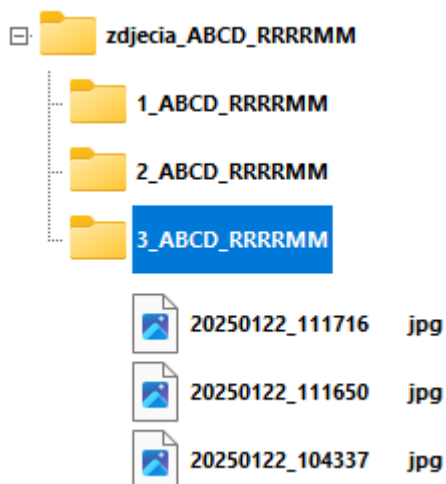 zdjecia_ABCD_RRRRMM
1_ABCD_RRRRMM
2_ABCD_RRRRMM
3_ABCD_RRRRMM
20250122_111716 jpg
20250122_111650 jpg
20250122_104337 jpg